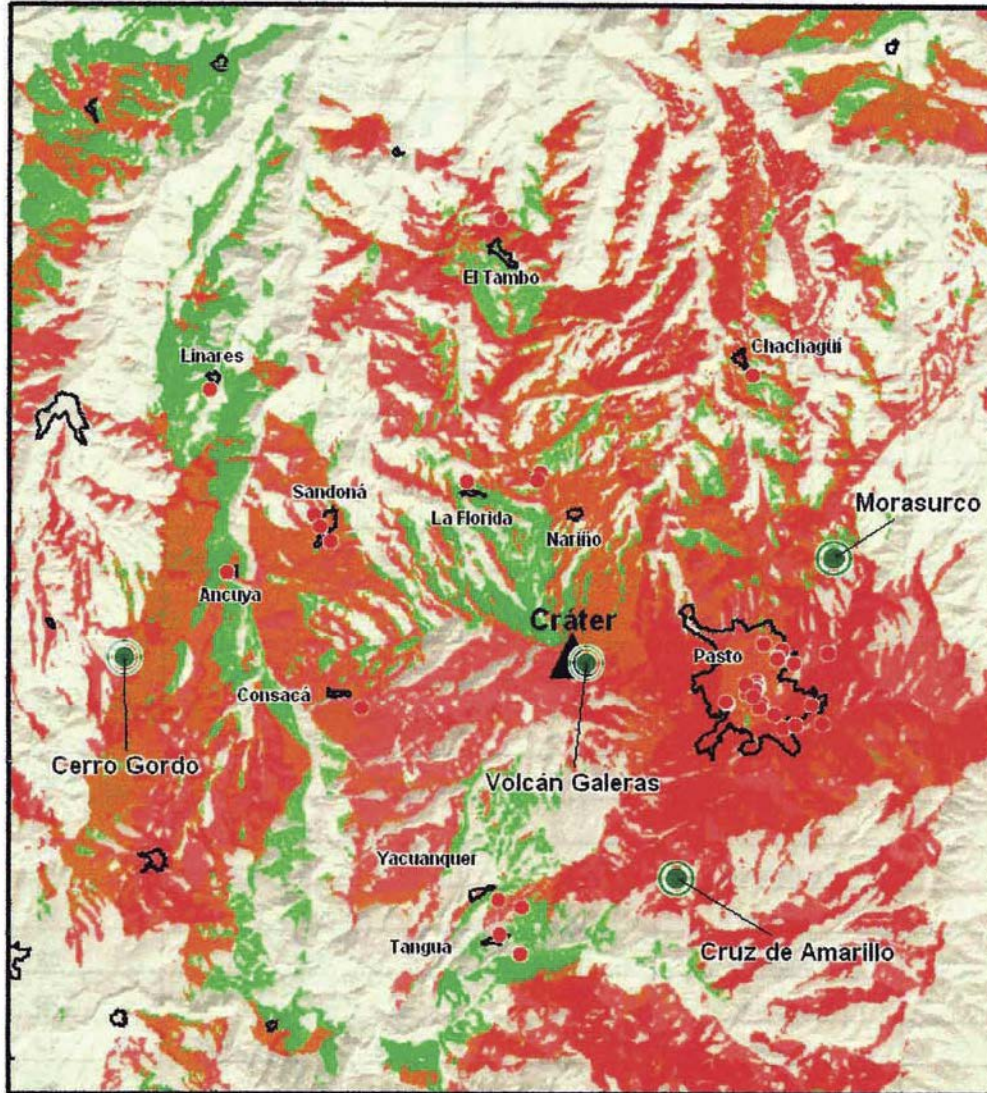 El Tambo
Chachagüí
Linares
Sandoná
La Florida
Nariño
Morasurco
Ancuya
Cráter
Pasto
Consacá
Cerro Gordo
Volcán Galeras
Yacuanquer
Tangua
Cruz de Amarillo